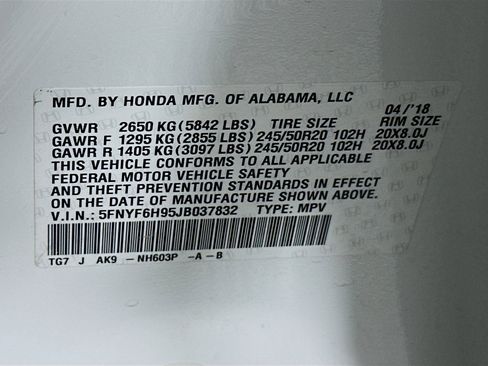 MFD. BY HONDA MFG. OF ALABAMA, LLC 04/'18
GVWR 2650 KG(5842 LBS) TIRE SIZE RIM SIZE
GAWR F 1295 KG(2855 LBS)245/50R20 102H 20X8.0J
GAWR R 1405 KG(3097 LBS)245/50R20 102H 20X8.0J
THIS VEHICLE CONFORMS TO ALL APPLICABLE
FEDERAL MOTOR VEHICLE SAFETY
AND THEFT PREVENTION STANDARDS IN EFFECT
ON THE DATE OF MANUFACTURE SHOWN ABOVE.
V.I.N.: 5FNYF6H95JB037832 TYPE: MPV
TG7 J AK9 -NH603P -A-B